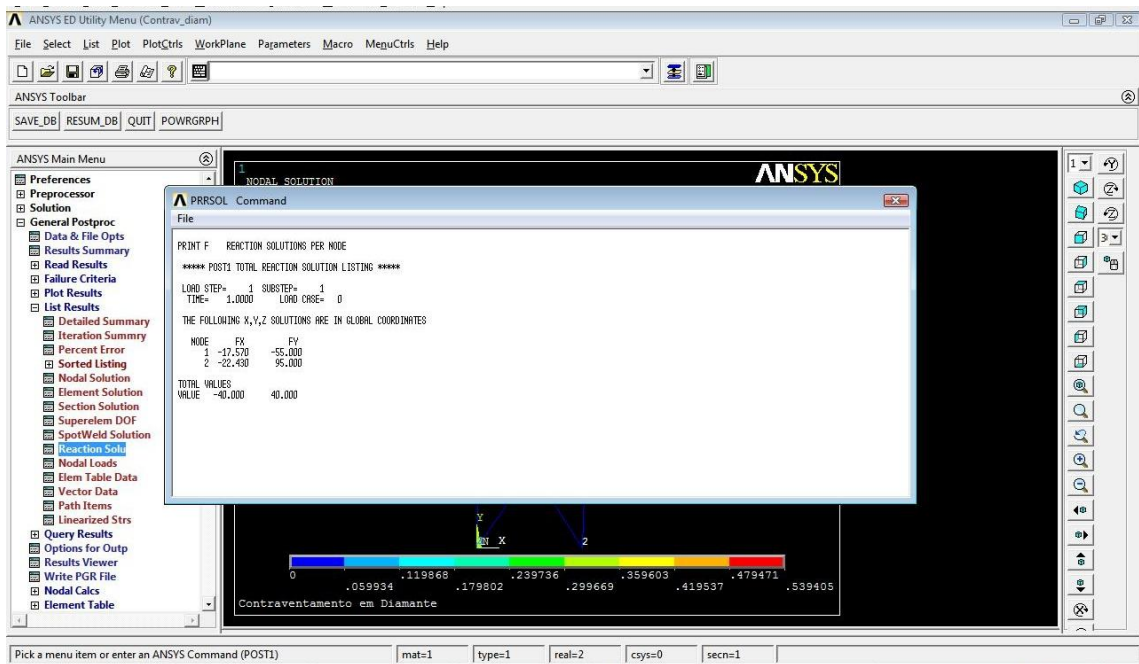 ANSYS ED Utility Menu (Contrav_diam)
File Select List Plot PlotCtrls WorkPlane Parameters Macro MenuCtrls Help
ANSYS Toolbar
SAVE_DB RESUM_DB QUIT POWRGRPH
ANSYS Main Menu
Preferences
Preprocessor
Solution
General Postproc
Data & File Opts
Results Summary
Read Results
Failure Criteria
Plot Results
List Results
Detailed Summary
Iteration Summry
Percent Error
Sorted Listing
Nodal Solution
Element Solution
Section Solution
Superelem DOF
SpotWeld Solution
Reaction Solu
Nodal Loads
Elem Table Data
Vector Data
Path Items
Linearized Strs
Query Results
Options for Outp
Results Viewer
Write PGR File
Nodal Calcs
Element Table
1
NODAL SOLUTION
ANSYS
PRRSOL Command
File
PRINT F REACTION SOLUTIONS PER NODE
***** POST1 TOTAL REACTION SOLUTION LISTING *****
LOAD STEP= 1 SUBSTEP= 1
TIME= 1.0000 LOAD CASE= 0
THE FOLLOWING X,Y,Z SOLUTIONS ARE IN GLOBAL COORDINATES
NODE FX FY
1 -17.570 -55.000
2 -22.430 95.000
TOTAL VALUES
VALUE -40.000 40.000
Y
X
2
0 .119868 .239736 .359603 .479471
.059934 .179802 .299669 .419537 .539405
Contraventamento em Diamante
1
Pick a menu item or enter an ANSYS Command (POST1) mat=1 type=1 real=2 csys=0 secn=1